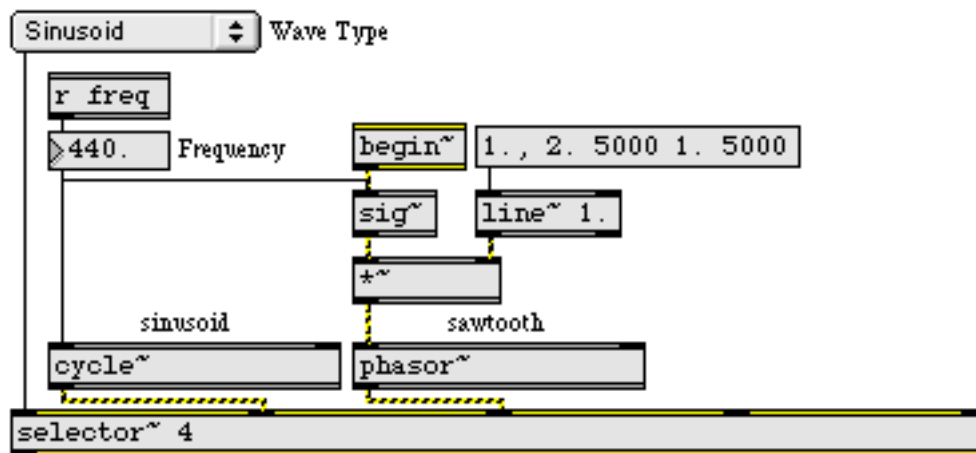 Sinusoid Wave Type
r freq
440. Frequency
begin~ 1., 2. 5000 1. 5000
sig~ line~ 1.
*~
sinusoid sawtooth
cycle~ phasor~
selector~ 4